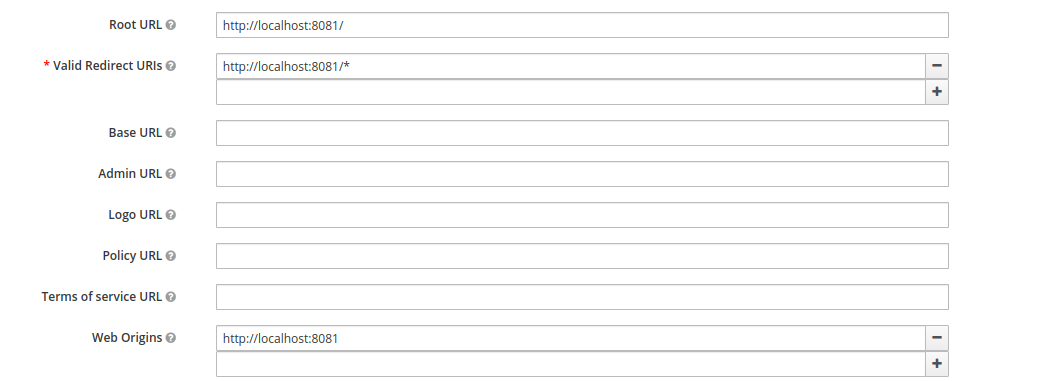 Root URL
http://localhost:8081/
* Valid Redirect URIs
http://localhost:8081/*
Base URL
Admin URL
Logo URL
Policy URL
Terms of service URL
Web Origins
http://localhost:8081